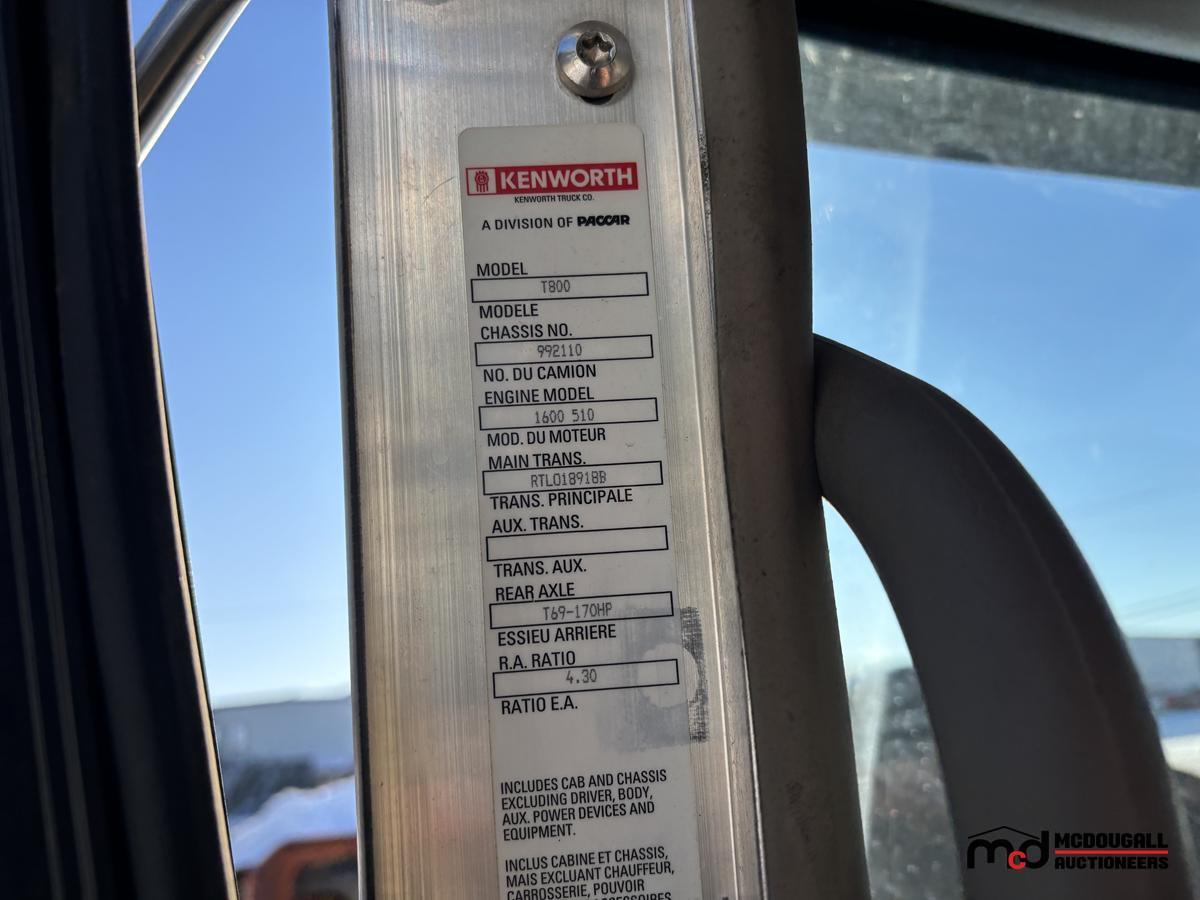 KENWORTH
KENWORTH TRUCK CO.
A DIVISION OF PACCAR
MODEL
T800
MODELE
CHASSIS NO.
992110
NO. DU CAMION
ENGINE MODEL
1600 510
MOD. DU MOTEUR
MAIN TRANS.
RTLO18918B
TRANS. PRINCIPALE
AUX. TRANS.
TRANS. AUX.
REAR AXLE
T69-170HP
ESSIEU ARRIERE
R.A. RATIO
4.30
RATIO E.A.
INCLUDES CAB AND CHASSIS
EXCLUDING DRIVER, BODY,
AUX. POWER DEVICES AND
EQUIPMENT.
INCLUS CABINE ET CHASSIS,
MAIS EXCLUANT CHAUFFEUR,
CARROSSERIE, POUVOIR
ACCESSOIRES
mcd MCDOUGALL
AUCTIONEERS